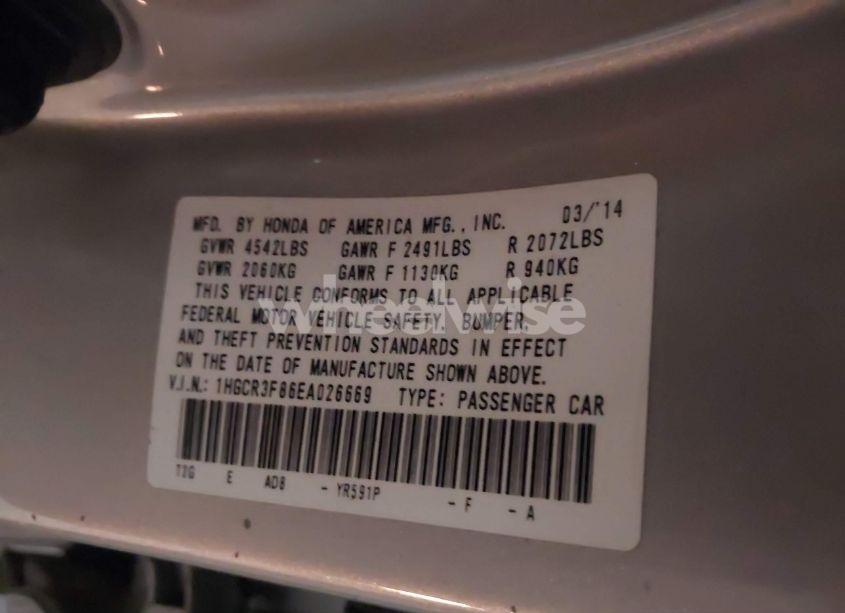 MFD. BY HONDA OF AMERICA MFG., INC. 03/'14
GVWR 4542LBS GAWR F 2491LBS R 2072LBS
GVWR 2060KG GAWR F 1130KG R 940KG
THIS VEHICLE CONFORMS TO ALL APPLICABLE
FEDERAL MOTOR VEHICLE SAFETY, BUMPER,
AND THEFT PREVENTION STANDARDS IN EFFECT
ON THE DATE OF MANUFACTURE SHOWN ABOVE.
V.I.N.: 1HGCR3F86EA026669 TYPE: PASSENGER CAR
T2G E AD8 - YR591P - F - A
wheelwise